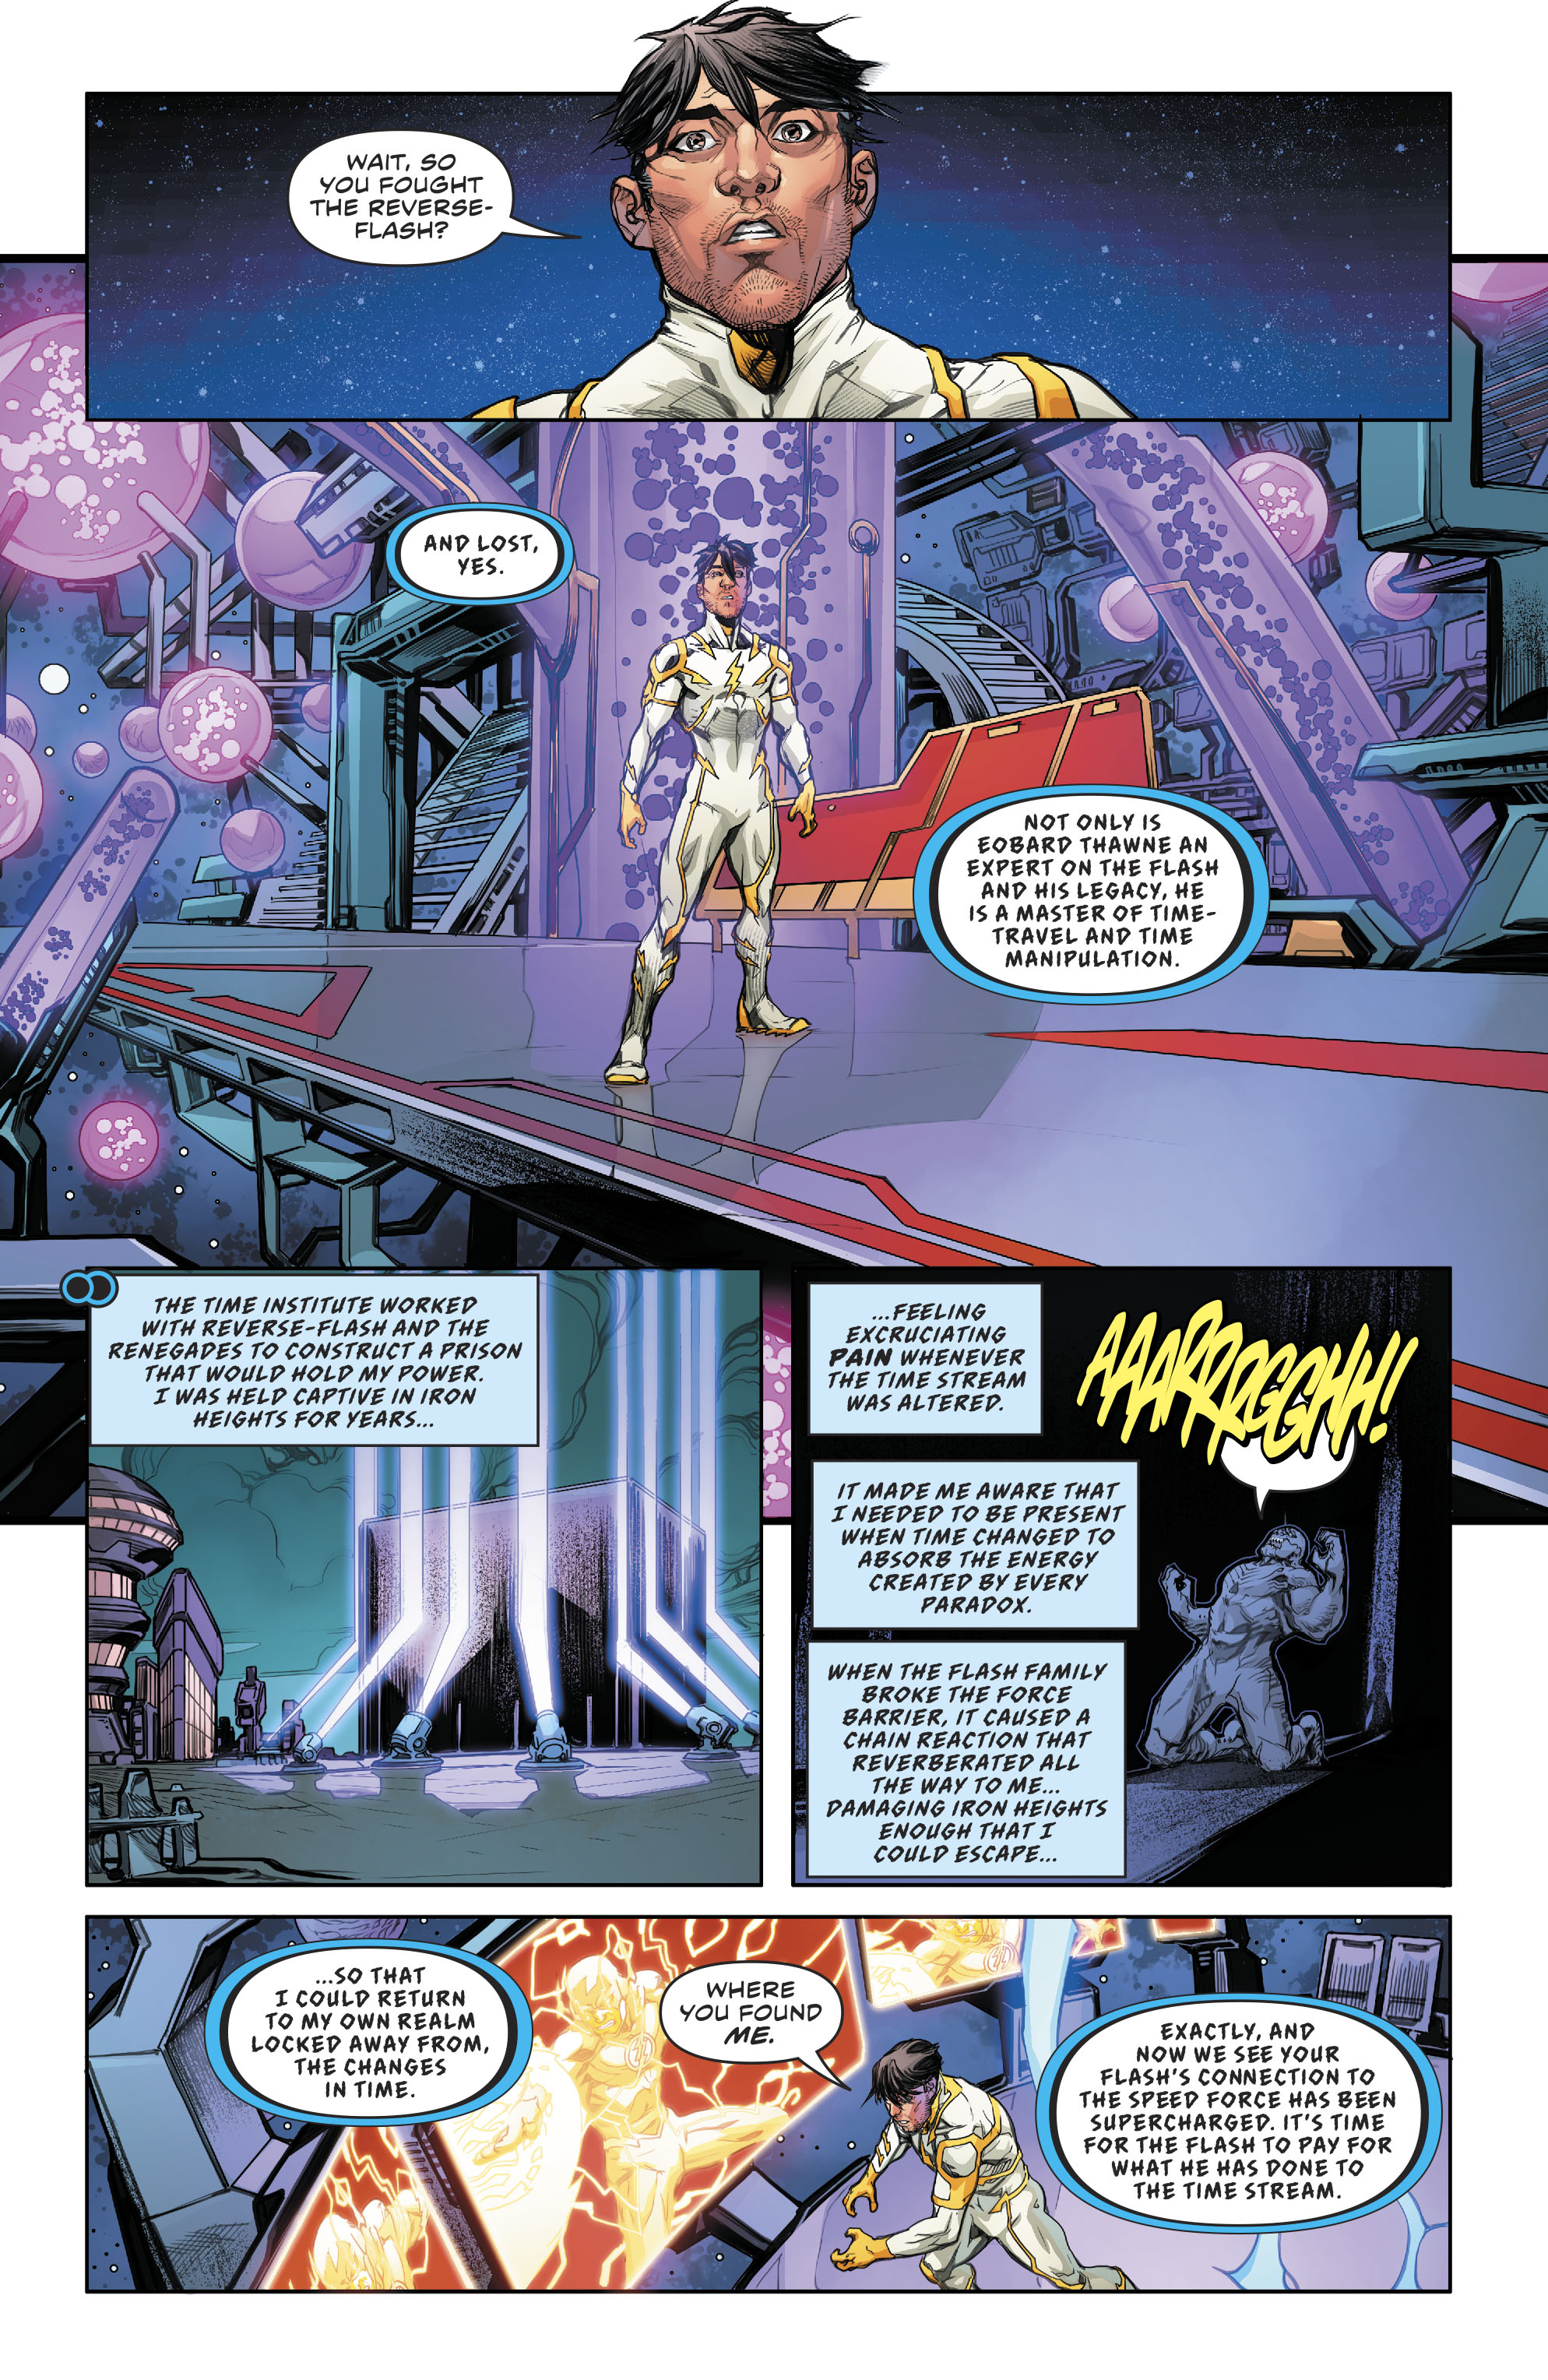 WAIT, SO
YOU FOUGHT
THE REVERSE-
FLASH?
AND LOST,
YES.
NOT ONLY IS
EOBARD THAWNE AN
EXPERT ON THE FLASH
AND HIS LEGACY, HE
IS A MASTER OF TIME-
TRAVEL AND TIME
MANIPULATION.
THE TIME INSTITUTE WORKED
WITH REVERSE-FLASH AND THE
RENEGADES TO CONSTRUCT A PRISON
THAT WOULD HOLD MY POWER.
I WAS HELD CAPTIVE IN IRON
HEIGHTS FOR YEARS...
...FEELING
EXCRUCIATING
PAIN WHENEVER
THE TIME STREAM
WAS ALTERED.
AAARRRGGGHH!
IT MADE ME AWARE THAT
I NEEDED TO BE PRESENT
WHEN TIME CHANGED TO
ABSORB THE ENERGY
CREATED BY EVERY
PARADOX.
WHEN THE FLASH FAMILY
BROKE THE FORCE
BARRIER, IT CAUSED A
CHAIN REACTION THAT
REVERBERATED ALL
THE WAY TO ME...
DAMAGING IRON HEIGHTS
ENOUGH THAT I
COULD ESCAPE...
...SO THAT
I COULD RETURN
TO MY OWN REALM
LOCKED AWAY FROM,
THE CHANGES
IN TIME.
WHERE
YOU FOUND
ME.
EXACTLY, AND
NOW WE SEE YOUR
FLASH'S CONNECTION TO
THE SPEED FORCE HAS BEEN
SUPERCHARGED. IT'S TIME
FOR THE FLASH TO PAY FOR
WHAT HE HAS DONE TO
THE TIME STREAM.